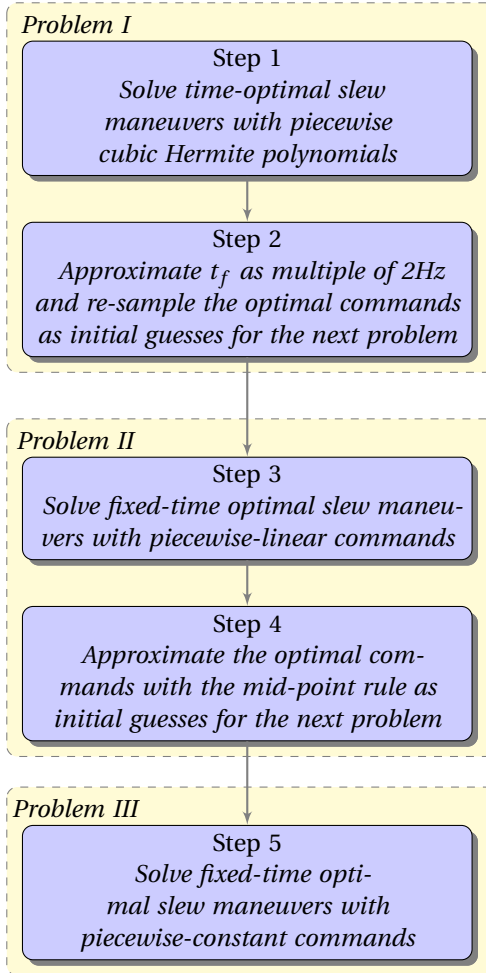 Problem I
Step 1
Solve time-optimal slew
maneuvers with piecewise
cubic Hermite polynomials
Step 2
Approximate t_f as multiple of 2Hz
and re-sample the optimal commands
as initial guesses for the next problem
Problem II
Step 3
Solve fixed-time optimal slew maneu-
vers with piecewise-linear commands
Step 4
Approximate the optimal com-
mands with the mid-point rule as
initial guesses for the next problem
Problem III
Step 5
Solve fixed-time opti-
mal slew maneuvers with
piecewise-constant commands